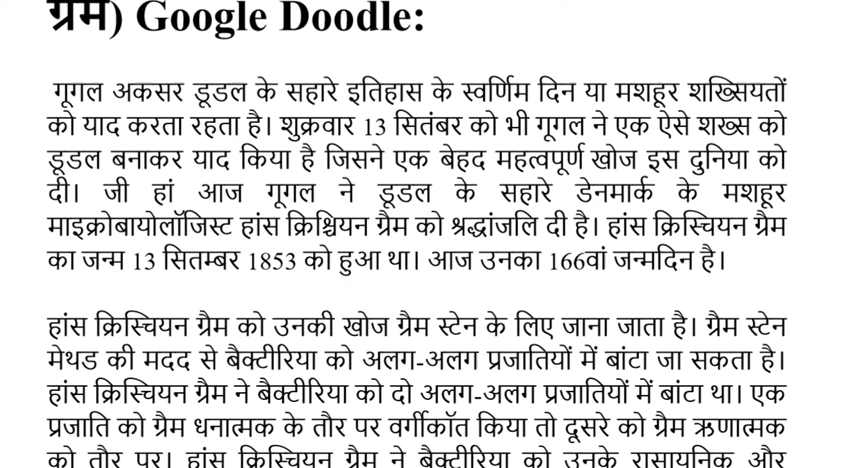 ग्रैम) Google Doodle:
गूगल अकसर डूडल के सहारे इतिहास के स्वर्णिम दिन या मशहूर शख्सियतों
को याद करता रहता है। शुक्रवार 13 सितंबर को भी गूगल ने एक ऐसे शख्स को
डूडल बनाकर याद किया है जिसने एक बेहद महत्वपूर्ण खोज इस दुनिया को
दी। जी हां आज गूगल ने डूडल के सहारे डेनमार्क के मशहूर
माइक्रोबायोलॉजिस्ट हांस क्रिश्चियन ग्रैम को श्रद्धांजलि दी है। हांस क्रिस्चियन ग्रैम
का जन्म 13 सितम्बर 1853 को हुआ था। आज उनका 166वां जन्मदिन है।
हांस क्रिस्चियन ग्रैम को उनकी खोज ग्रैम स्टेन के लिए जाना जाता है। ग्रैम स्टेन
मेथड की मदद से बैक्टीरिया को अलग-अलग प्रजातियों में बांटा जा सकता है।
हांस क्रिस्चियन ग्रैम ने बैक्टीरिया को दो अलग-अलग प्रजातियों में बांटा था। एक
प्रजाति को ग्रैम धनात्मक के तौर पर वर्गीकॉत किया तो दूसरे को ग्रैम ऋणात्मक
को तौर पर। हांस क्रिस्चियन ग्रैम ने बैक्टीरिया को उनके रासायनिक और